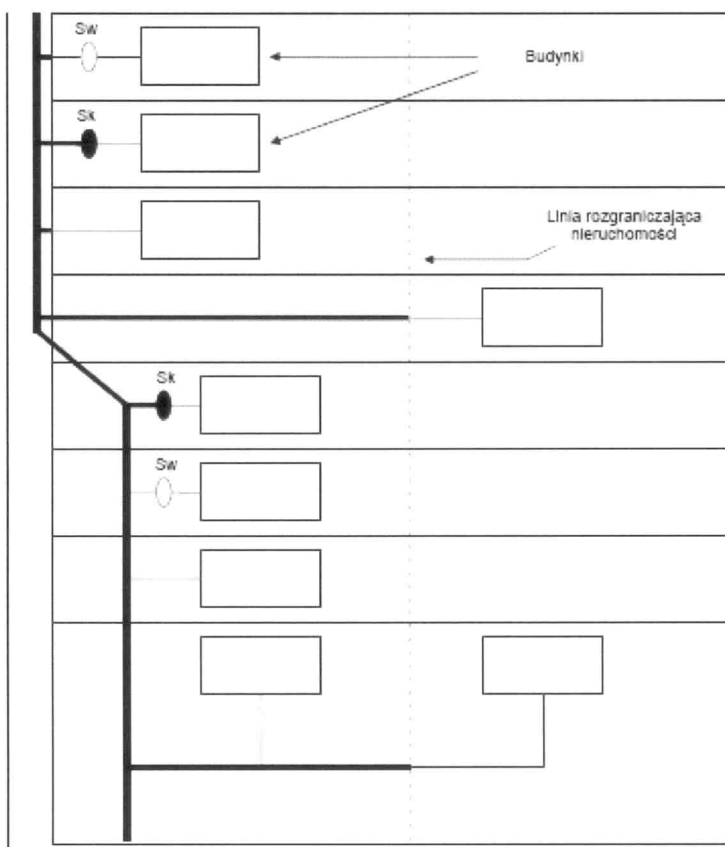 Sw
Budynki
Sk
Linia rozgraniczająca
nieruchomości
Sk
Sw